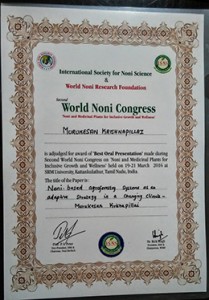 International Society for Noni Science
&
World Noni Research Foundation
Second
World Noni Congress
Noni and Medicinal Plants for
Inclusive Growth and Wellness
MURUKESAN KRISHNAPILLAI
is adjudged for award of 'Best Oral Presentation' made during
Second World Noni Congress on 'Noni and Medicinal Plants for
Inclusive Growth and Wellness' held on 19-21 March 2014 at
SRM University, Kattankulathur, Tamil Nadu, India
The title of the Paper is:
Noni-based agroforestry Systems as an
adaptive Strategy in a Changing Climate -
Murukesan Krishnapillai